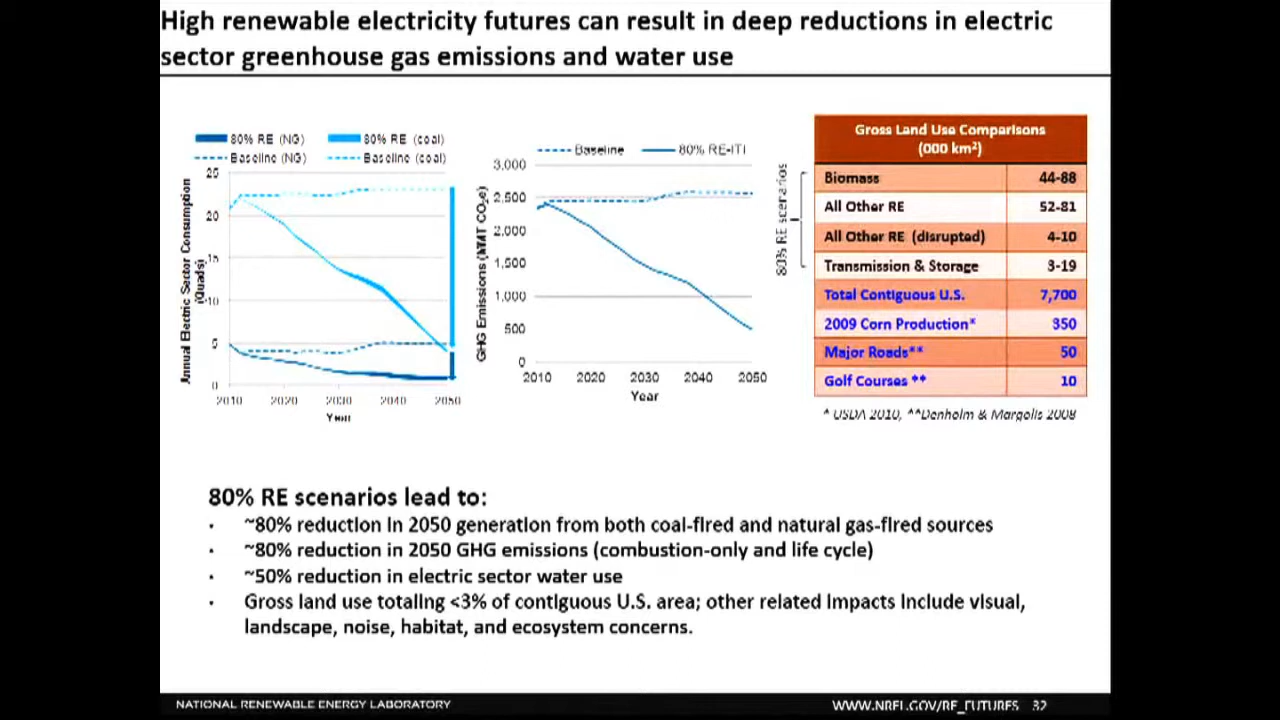 High renewable electricity futures can result in deep reductions in electric
sector greenhouse gas emissions and water use
80% RE (NG) 80% RE (coal)
Baseline (NG) Baseline (coal)
Annual Electric Sector Consumption
(Quads)
25
20
15
10
5
0
2010 2020 2030 2040 2050
Year
Baseline 80% RE-ITI
GHG Emissions (MMT CO₂e)
3,000
2,500
2,000
1,500
1,000
500
0
2010 2020 2030 2040 2050
Year
80% RE scenarios
Gross Land Use Comparisons
(000 km²)
Biomass 44-88
All Other RE 52-81
All Other RE (disrupted) 4-10
Transmission & Storage 3-19
Total Contiguous U.S. 7,700
2009 Corn Production* 350
Major Roads** 50
Golf Courses ** 10
* USDA 2010, **Denholm & Margolis 2008
80% RE scenarios lead to:
· ~80% reduction in 2050 generation from both coal-fired and natural gas-fired sources
· ~80% reduction in 2050 GHG emissions (combustion-only and life cycle)
· ~50% reduction in electric sector water use
· Gross land use totaling <3% of contiguous U.S. area; other related impacts include visual,
landscape, noise, habitat, and ecosystem concerns.
NATIONAL RENEWABLE ENERGY LABORATORY
WWW.NREL.GOV/RE_FUTURES 32